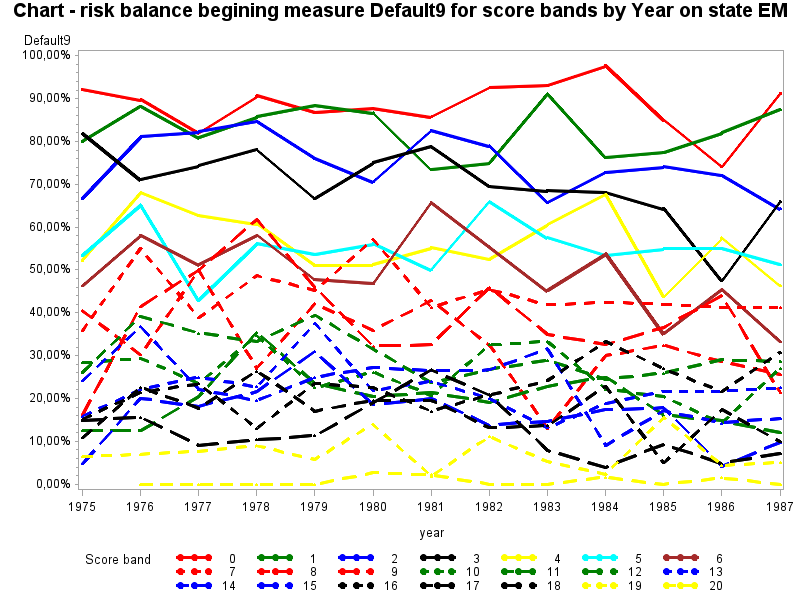 Chart - risk balance begining measure Default9 for score bands by Year on state EM
Default9
100,00%
90,00%
80,00%
70,00%
60,00%
50,00%
40,00%
30,00%
20,00%
10,00%
0,00%
1975 1976 1977 1978 1979 1980 1981 1982 1983 1984 1985 1986 1987
year
Score band 0 1 2 3 4 5 6
7 8 9 10 11 12 13
14 15 16 17 18 19 20